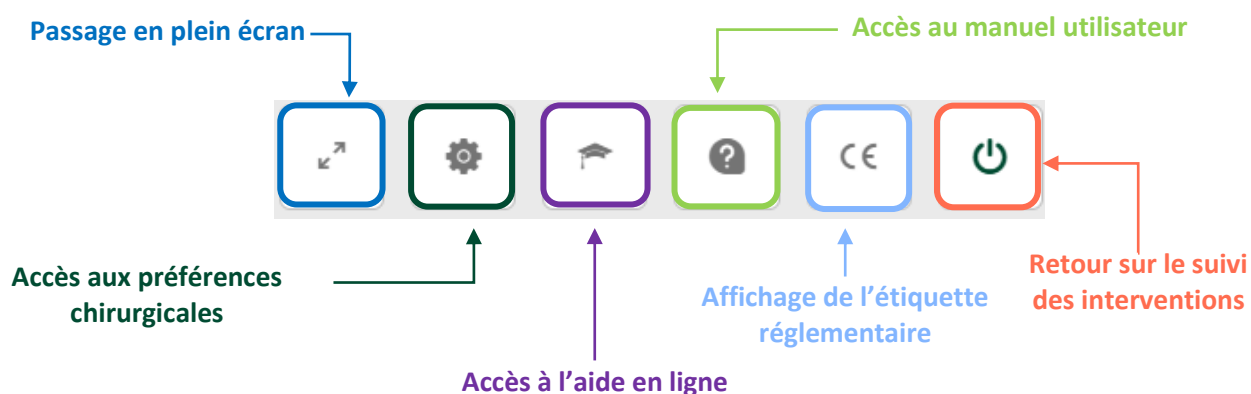 Passage en plein écran
Accès au manuel utilisateur
?
CE
Accès aux préférences
chirurgicales
Retour sur le suivi
des interventions
Affichage de l’étiquette
réglementaire
Accès à l’aide en ligne